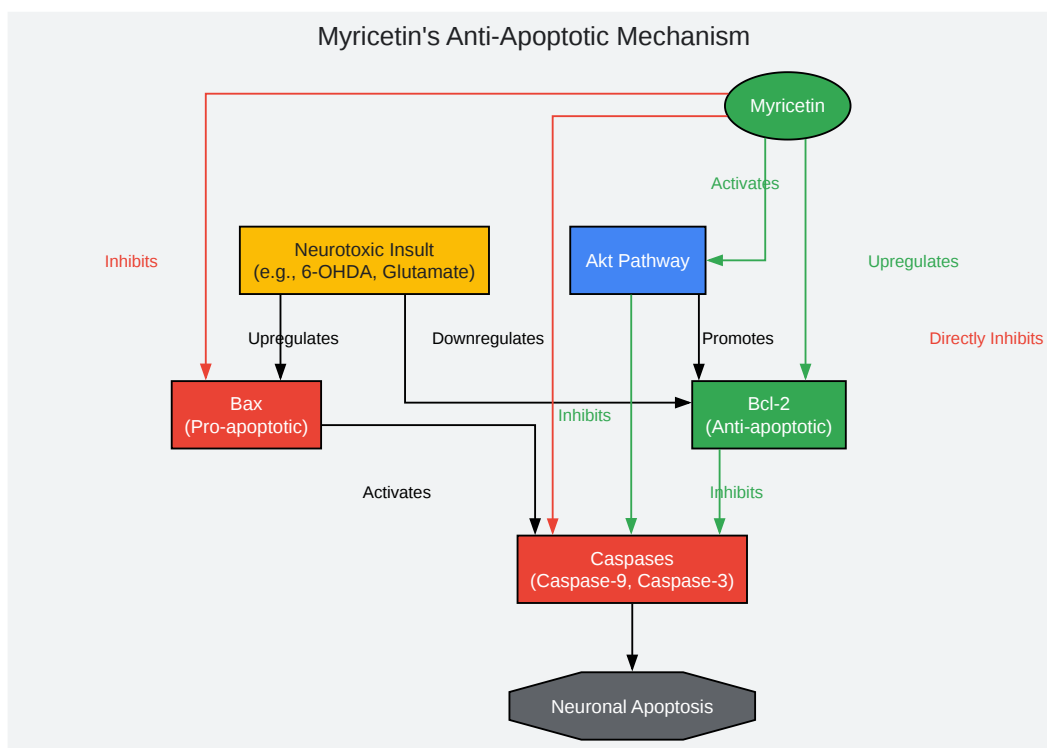 Myricetin's Anti-Apoptotic Mechanism
Myricetin
Activates
Neurotoxic Insult
(e.g., 6-OHDA, Glutamate)
Akt Pathway
Inhibits
Upregulates
Upregulates
Downregulates
Promotes
Directly Inhibits
Bax
(Pro-apoptotic)
Bcl-2
(Anti-apoptotic)
Inhibits
Activates
Inhibits
Caspases
(Caspase-9, Caspase-3)
Neuronal Apoptosis